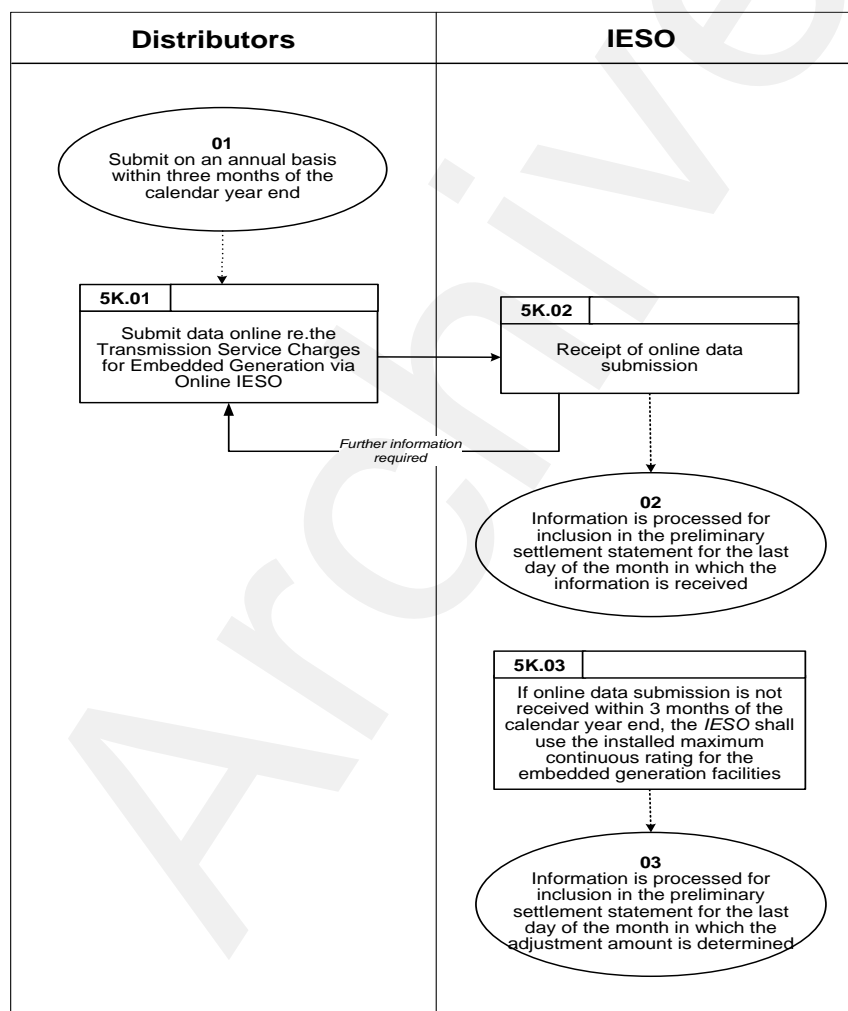 Distributors
IESO
01
Submit on an annual basis
within three months of the
calendar year end
5K.01
Submit data online re.the
Transmission Service Charges
for Embedded Generation via
Online IESO
5K.02
Receipt of online data
submission
Further information
required
02
Information is processed for
inclusion in the preliminary
settlement statement for the last
day of the month in which the
information is received
5K.03
If online data submission is not
received within 3 months of the
calendar year end, the IESO shall
use the installed maximum
continuous rating for the
embedded generation facilities
03
Information is processed for
inclusion in the preliminary
settlement statement for the last
day of the month in which the
adjustment amount is determined
Archive